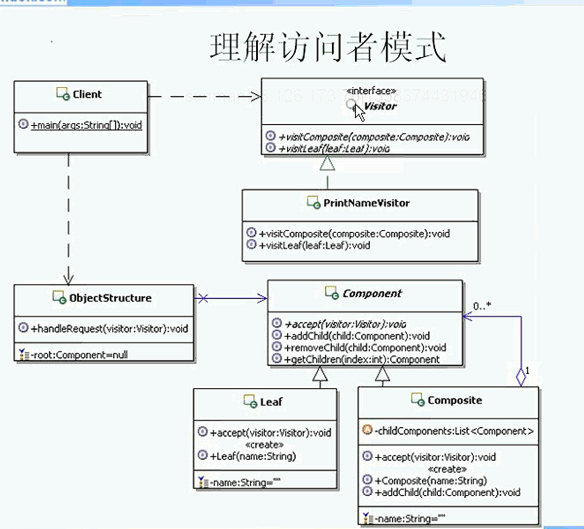 理解访问者模式
Client
+main(args:String[]):void
«interface»
Visitor
+visitComposite(composite:Composite):void
+visitLeaf(leaf:Leaf):void
PrintNameVisitor
+visitComposite(composite:Composite):void
+visitLeaf(leaf:Leaf):void
ObjectStructure
+handleRequest(visitor:Visitor):void
-root:Component=null
Component
+accept(visitor:Visitor):void
+addChild(child:Component):void
+removeChild(child:Component):void
+getChildren(index:int):Component
0..*
1
Leaf
+accept(visitor:Visitor):void
«create»
+Leaf(name:String)
-name:String=""
Composite
-childComponents:List<Component>
+accept(visitor:Visitor):void
«create»
+Composite(name:String)
+addChild(child:Component):void
-name:String=""